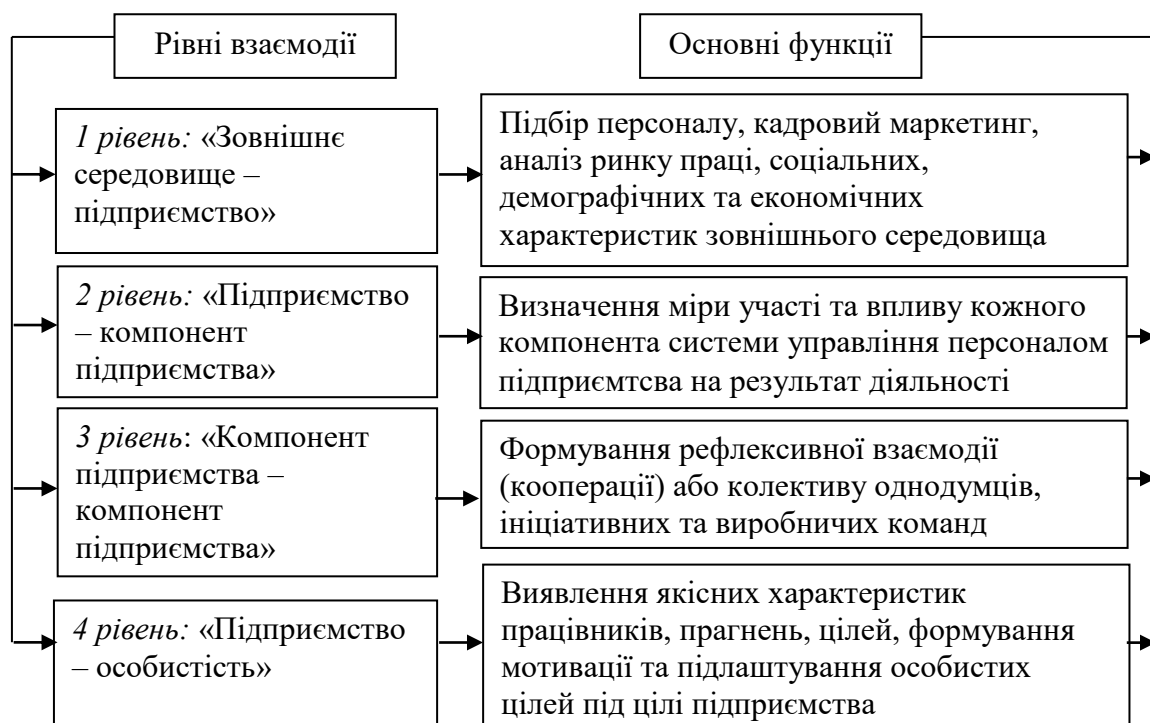 Рівні взаємодії
Основні функції
1 рівень: «Зовнішнє
середовище –
підприємство»
Підбір персоналу, кадровий маркетинг,
аналіз ринку праці, соціальних,
демографічних та економічних
характеристик зовнішнього середовища
2 рівень: «Підприємство
– компонент
підприємства»
Визначення міри участі та впливу кожного
компонента системи управління персоналом
підприємтсва на результат діяльності
3 рівень: «Компонент
підприємства –
компонент
підприємства»
Формування рефлексивної взаємодії
(кооперації) або колективу однодумців,
ініціативних та виробничих команд
4 рівень: «Підприємство
– особистість»
Виявлення якісних характеристик
працівників, прагнень, цілей, формування
мотивації та підлаштування особистих
цілей під цілі підприємства